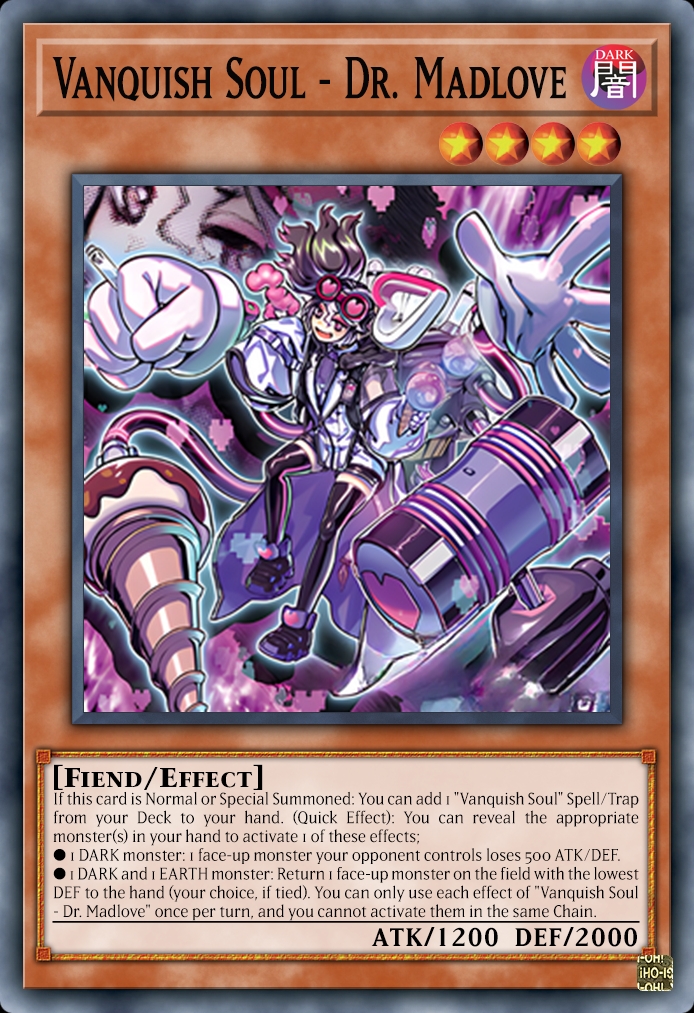 VANQUISH SOUL - DR. MADLOVE
DARK
闇
[FIEND/EFFECT]
If this card is Normal or Special Summoned: You can add 1 "Vanquish Soul" Spell/Trap
from your Deck to your hand. (Quick Effect): You can reveal the appropriate
monster(s) in your hand to activate 1 of these effects;
● 1 DARK monster: 1 face-up monster your opponent controls loses 500 ATK/DEF.
● 1 DARK and 1 EARTH monster: Return 1 face-up monster on the field with the lowest
DEF to the hand (your choice, if tied). You can only use each effect of "Vanquish Soul
- Dr. Madlove" once per turn, and you cannot activate them in the same Chain.
ATK/1200 DEF/2000